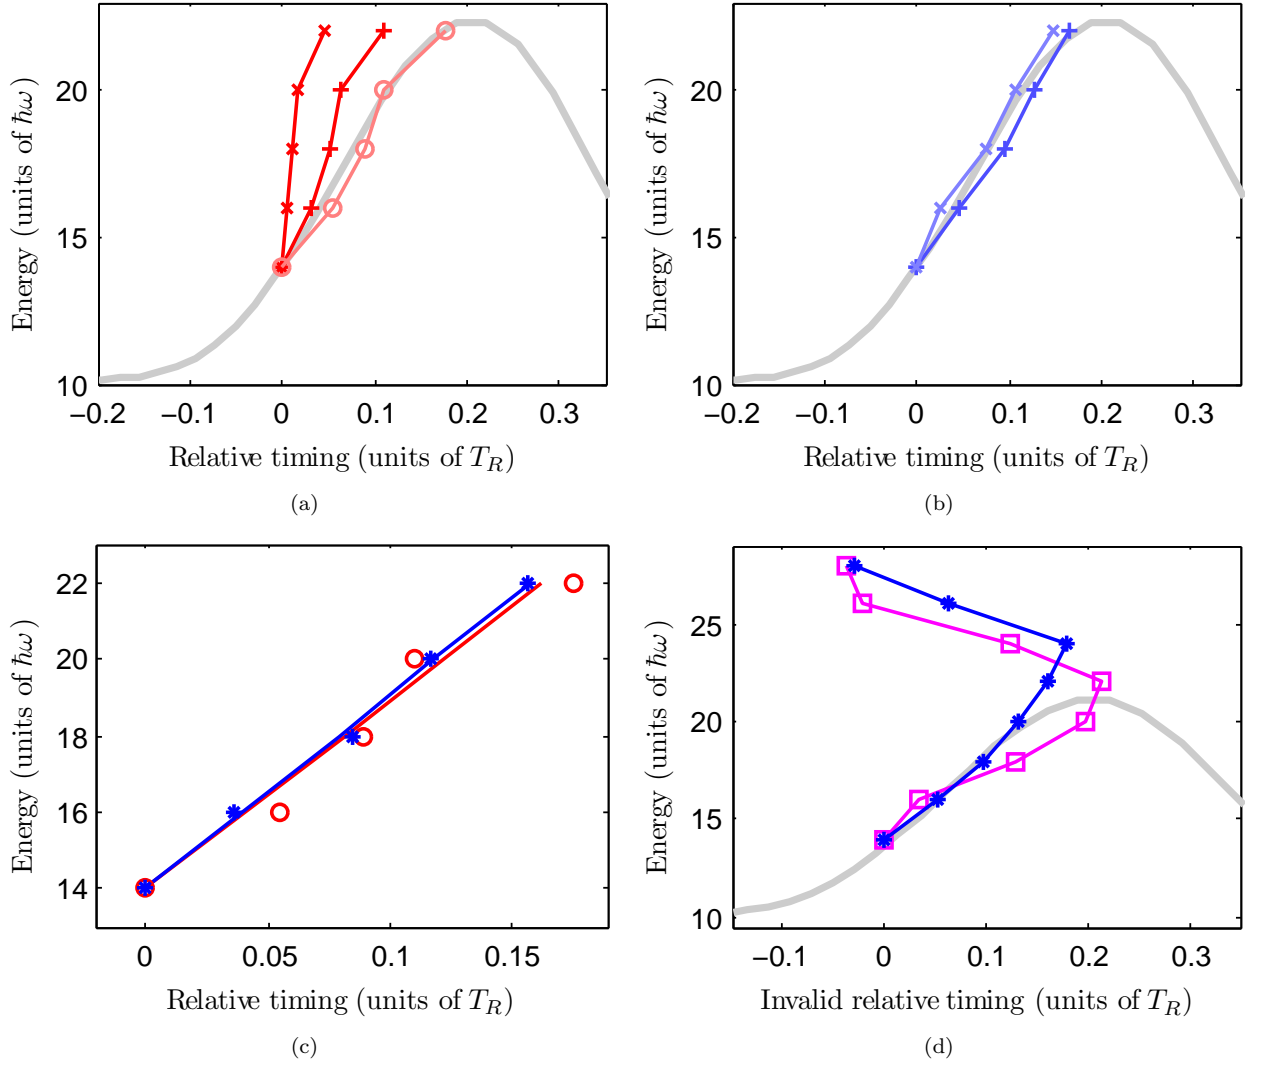 20
15
10
Energy (units of ħω)
−0.2 −0.1 0 0.1 0.2 0.3
Relative timing (units of T_R)
(a)
20
15
10
Energy (units of ħω)
−0.2 −0.1 0 0.1 0.2 0.3
Relative timing (units of T_R)
(b)
22
20
18
16
14
Energy (units of ħω)
0 0.05 0.1 0.15
Relative timing (units of T_R)
(c)
25
20
15
10
Energy (units of ħω)
−0.1 0 0.1 0.2 0.3
Invalid relative timing (units of T_R)
(d)